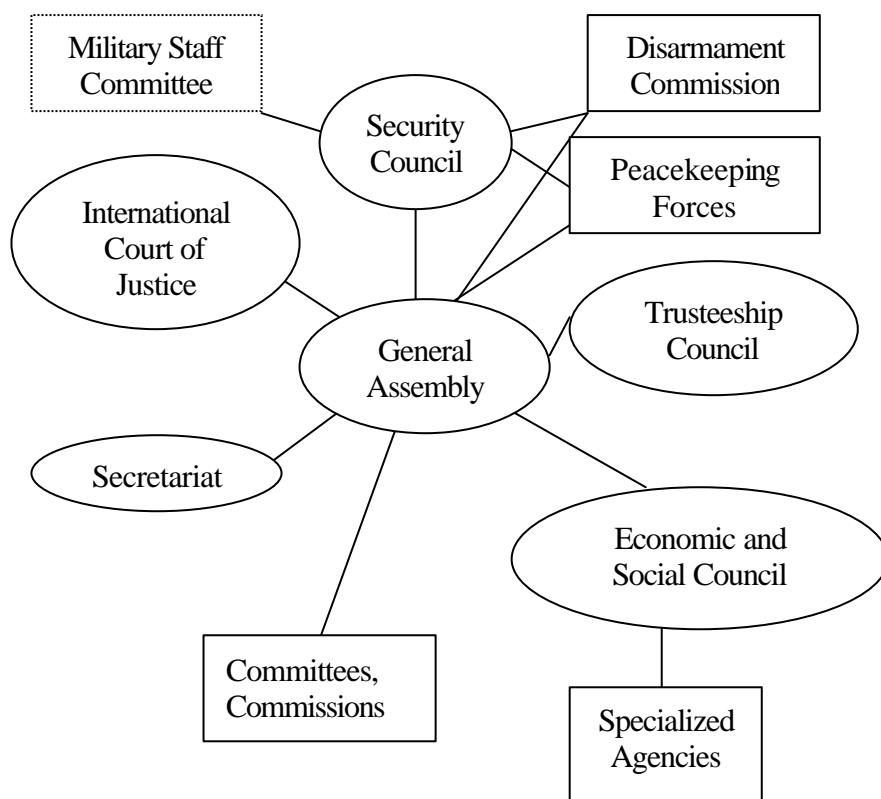 Military Staff
Committee
Disarmament
Commission
Security
Council
Peacekeeping
Forces
International
Court of
Justice
Trusteeship
Council
General
Assembly
Secretariat
Economic and
Social Council
Committees,
Commissions
Specialized
Agencies